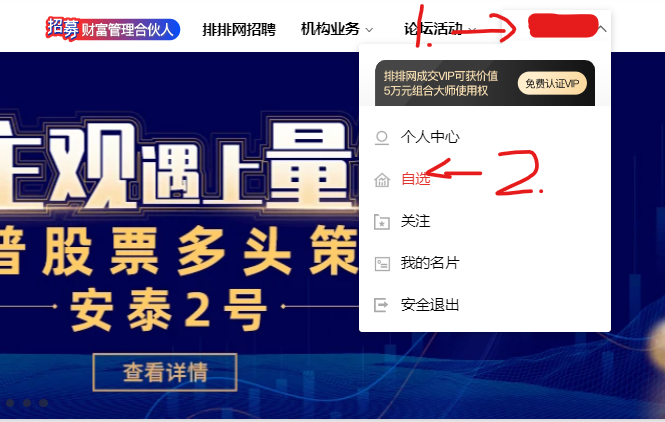 招募 财富管理合伙人 排排网招聘 机构业务 论坛活动
1.
排排网成交VIP可获价值
5万元组合大师使用权
免费认证VIP
个人中心
自选
2.
关注
我的名片
安全退出
主观遇上量
普股票多头策
安泰2号
查看详情